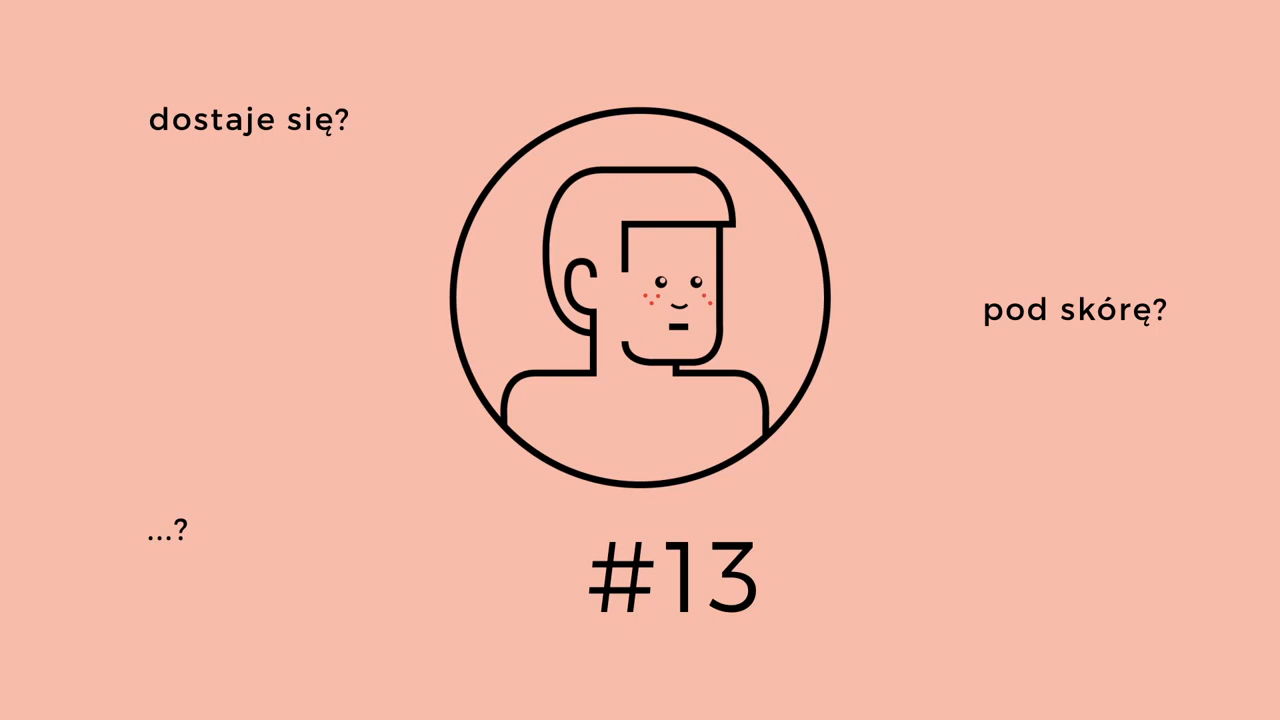 dostaje się?
pod skórę?
...?
#13